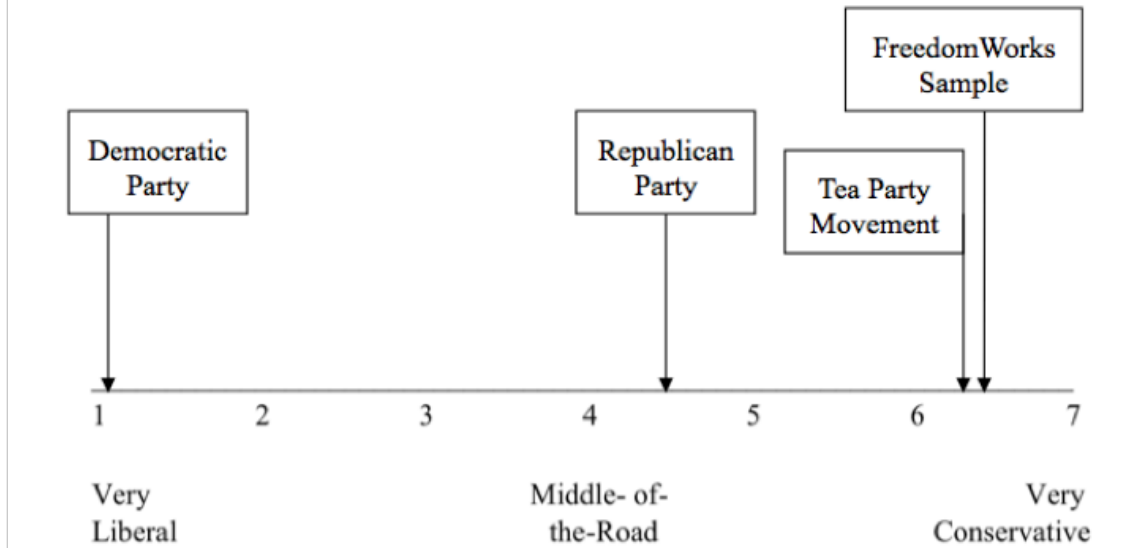 FreedomWorks
Sample
Democratic
Party
Republican
Party
Tea Party
Movement
1 2 3 4 5 6 7
Very
Liberal
Middle- of-
the-Road
Very
Conservative